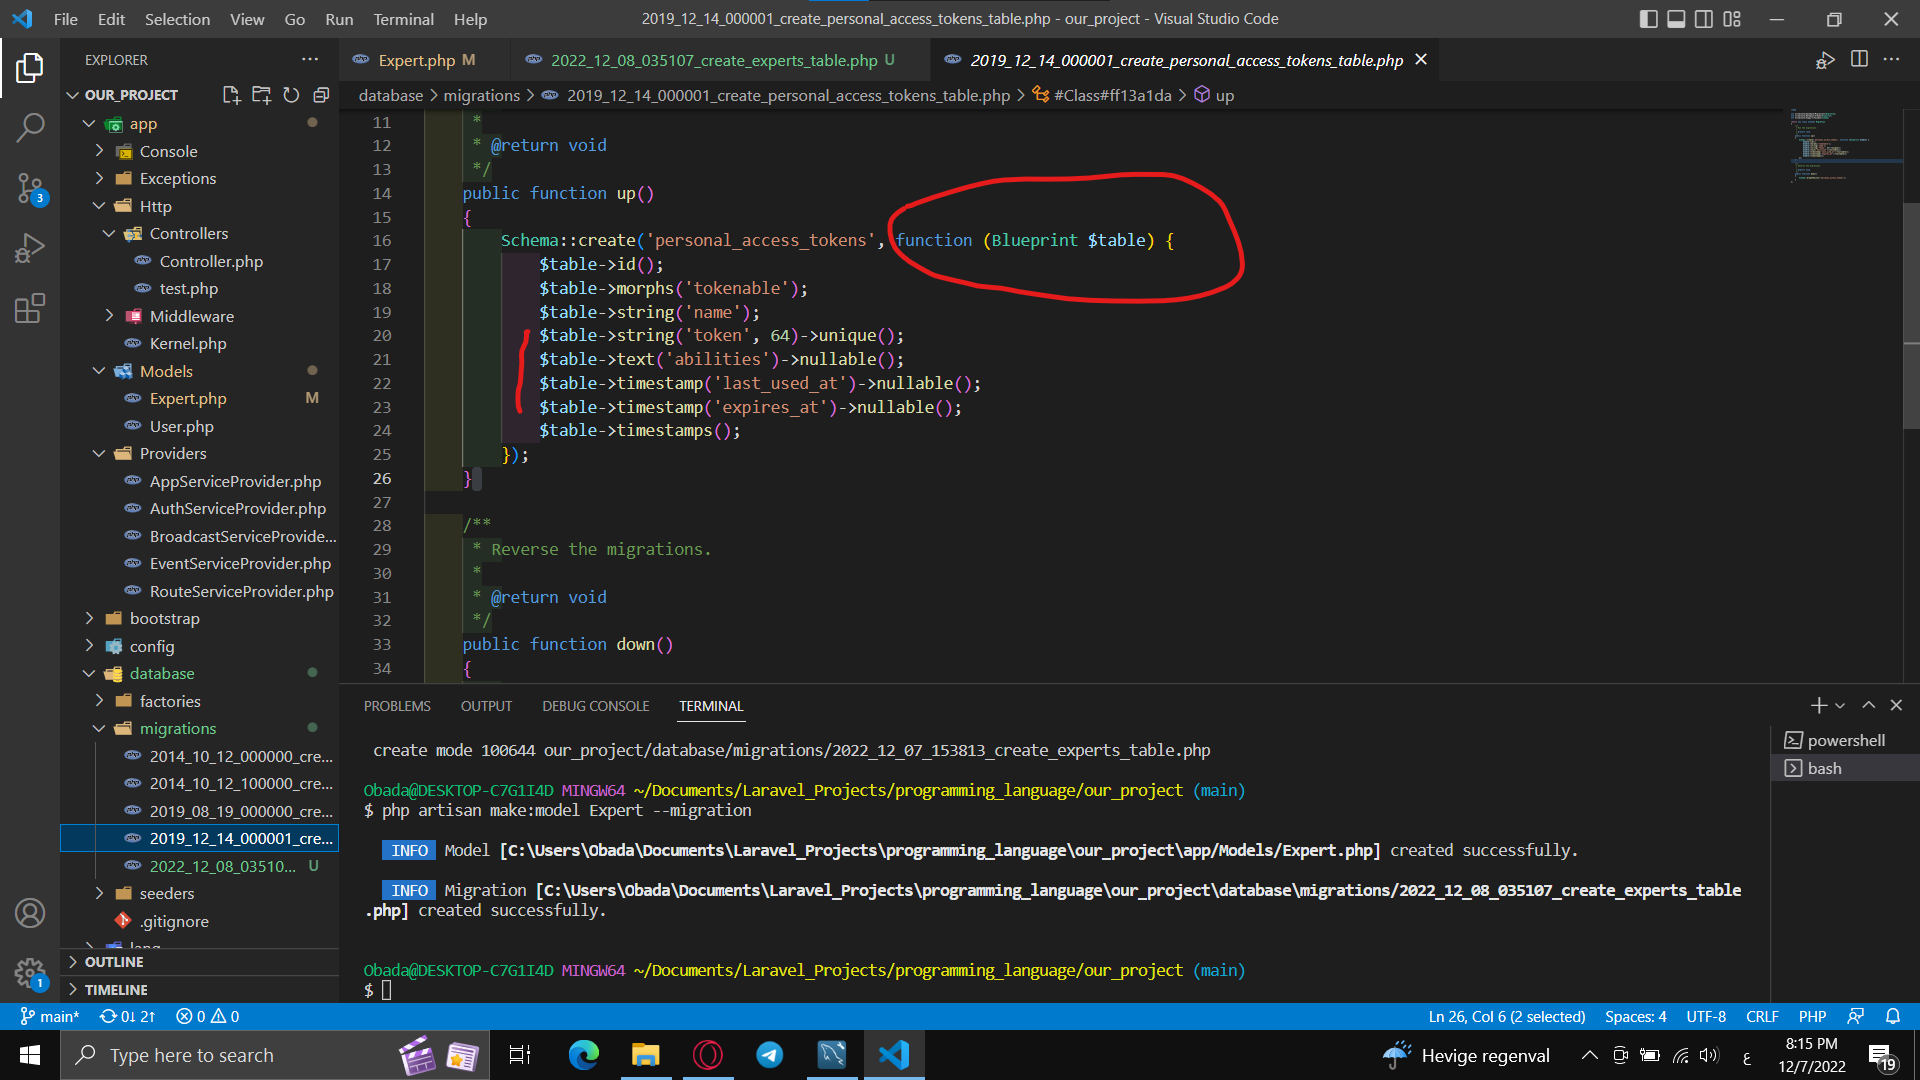 File Edit Selection View Go Run Terminal Help
2019_12_14_000001_create_personal_access_tokens_table.php - our_project - Visual Studio Code
EXPLORER
Expert.php M
2022_12_08_035107_create_experts_table.php U
2019_12_14_000001_create_personal_access_tokens_table.php
OUR_PROJECT
database > migrations > 2019_12_14_000001_create_personal_access_tokens_table.php > #Class#ff13a1da > up
app
Console
Exceptions
Http
Controllers
Controller.php
test.php
Middleware
Kernel.php
Models
Expert.php M
User.php
Providers
AppServiceProvider.php
AuthServiceProvider.php
BroadcastServiceProvide...
EventServiceProvider.php
RouteServiceProvider.php
bootstrap
config
database
factories
migrations
2014_10_12_000000_cre...
2014_10_12_100000_cre...
2019_08_19_000000_cre...
2019_12_14_000001_cre...
2022_12_08_03510... U
seeders
.gitignore
lang
OUTLINE
TIMELINE
3
1
11 *
12 * @return void
13 */
14 public function up()
15 {
16 Schema::create('personal_access_tokens', function (Blueprint $table) {
17 $table->id();
18 $table->morphs('tokenable');
19 $table->string('name');
20 $table->string('token', 64)->unique();
21 $table->text('abilities')->nullable();
22 $table->timestamp('last_used_at')->nullable();
23 $table->timestamp('expires_at')->nullable();
24 $table->timestamps();
25 });
26 }
27
28 /**
29 * Reverse the migrations.
30 *
31 * @return void
32 */
33 public function down()
34 {
PROBLEMS OUTPUT DEBUG CONSOLE TERMINAL
create mode 100644 our_project/database/migrations/2022_12_07_153813_create_experts_table.php
Obada@DESKTOP-C7G1I4D MINGW64 ~/Documents/Laravel_Projects/programming_language/our_project (main)
$ php artisan make:model Expert --migration
INFO Model [C:\Users\Obada\Documents\Laravel_Projects\programming_language\our_project\app/Models/Expert.php] created successfully.
INFO Migration [C:\Users\Obada\Documents\Laravel_Projects\programming_language\our_project\database\migrations/2022_12_08_035107_create_experts_table
.php] created successfully.
Obada@DESKTOP-C7G1I4D MINGW64 ~/Documents/Laravel_Projects/programming_language/our_project (main)
$
powershell
bash
main* 0↓ 2↑ 0 0
Ln 26, Col 6 (2 selected) Spaces: 4 UTF-8 CRLF PHP
Type here to search
Hevige regenval
ع
8:15 PM
12/7/2022
19